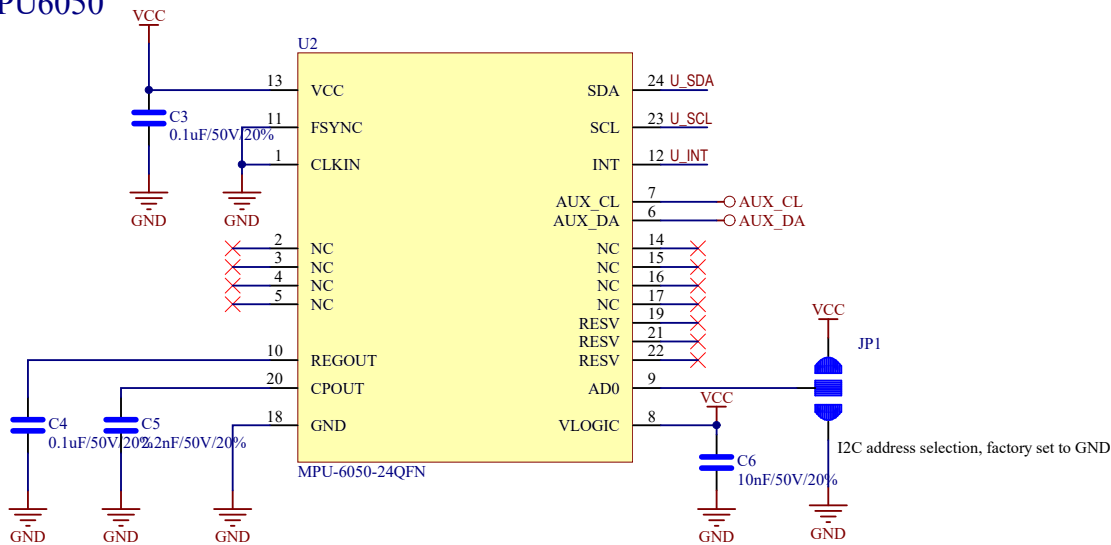 PU6050
VCC
U2
13 VCC
SDA 24 U_SDA
C3
0.1uF/50V/20%
11 FSYNC
SCL 23 U_SCL
1 CLKIN
INT 12 U_INT
GND
GND
AUX_CL 7 AUX_CL
AUX_DA 6 AUX_DA
2 NC
NC 14
3 NC
NC 15
4 NC
NC 16
5 NC
NC 17
RESV 19
RESV 21
RESV 22
VCC
JP1
10 REGOUT
20 CPOUT
AD0 9
18 GND
VLOGIC 8
VCC
C4
0.1uF/50V/20%
C5
2.2nF/50V/20%
I2C address selection, factory set to GND
C6
10nF/50V/20%
MPU-6050-24QFN
GND
GND
GND
GND
GND